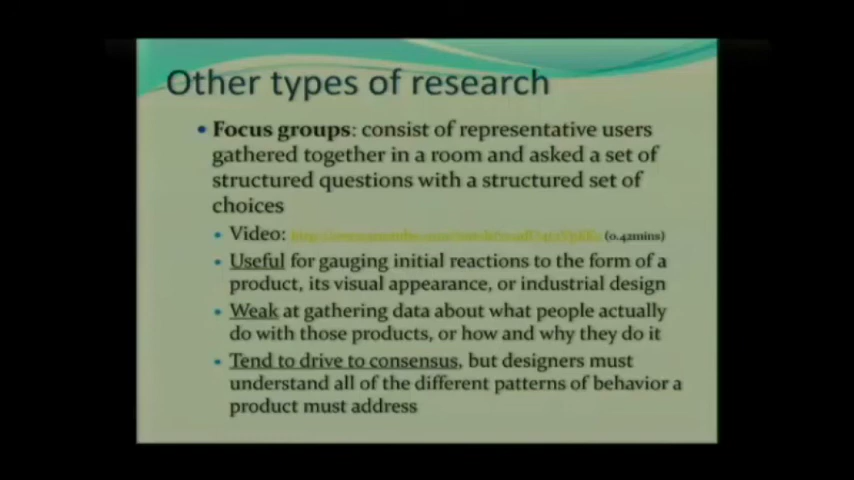 Other types of research
• Focus groups: consist of representative users
gathered together in a room and asked a set of
structured questions with a structured set of
choices
• Video: (0.42mins)
• Useful for gauging initial reactions to the form of a
product, its visual appearance, or industrial design
• Weak at gathering data about what people actually
do with those products, or how and why they do it
• Tend to drive to consensus, but designers must
understand all of the different patterns of behavior a
product must address